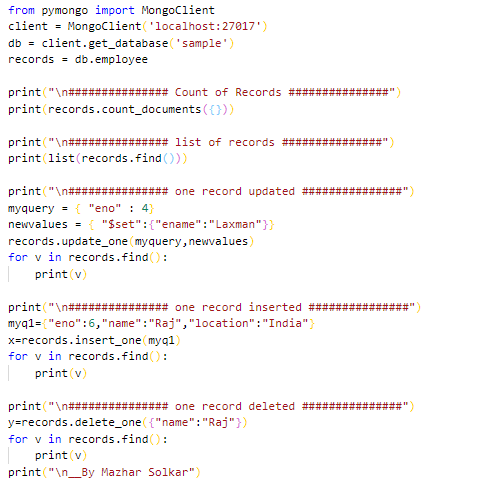 from pymongo import MongoClient
client = MongoClient('localhost:27017')
db = client.get_database('sample')
records = db.employee
print("\n############### Count of Records ###############")
print(records.count_documents({}))
print("\n############### list of records ###############")
print(list(records.find()))
print("\n############### one record updated ###############")
myquery = { "eno" : 4}
newvalues = { "$set":{"ename":"Laxman"}}
records.update_one(myquery,newvalues)
for v in records.find():
    print(v)
print("\n############### one record inserted ###############")
myq1={"eno":6,"name":"Raj","location":"India"}
x=records.insert_one(myq1)
for v in records.find():
    print(v)
print("\n############### one record deleted ###############")
y=records.delete_one({"name":"Raj"})
for v in records.find():
    print(v)
print("\n__By Mazhar Solkar")